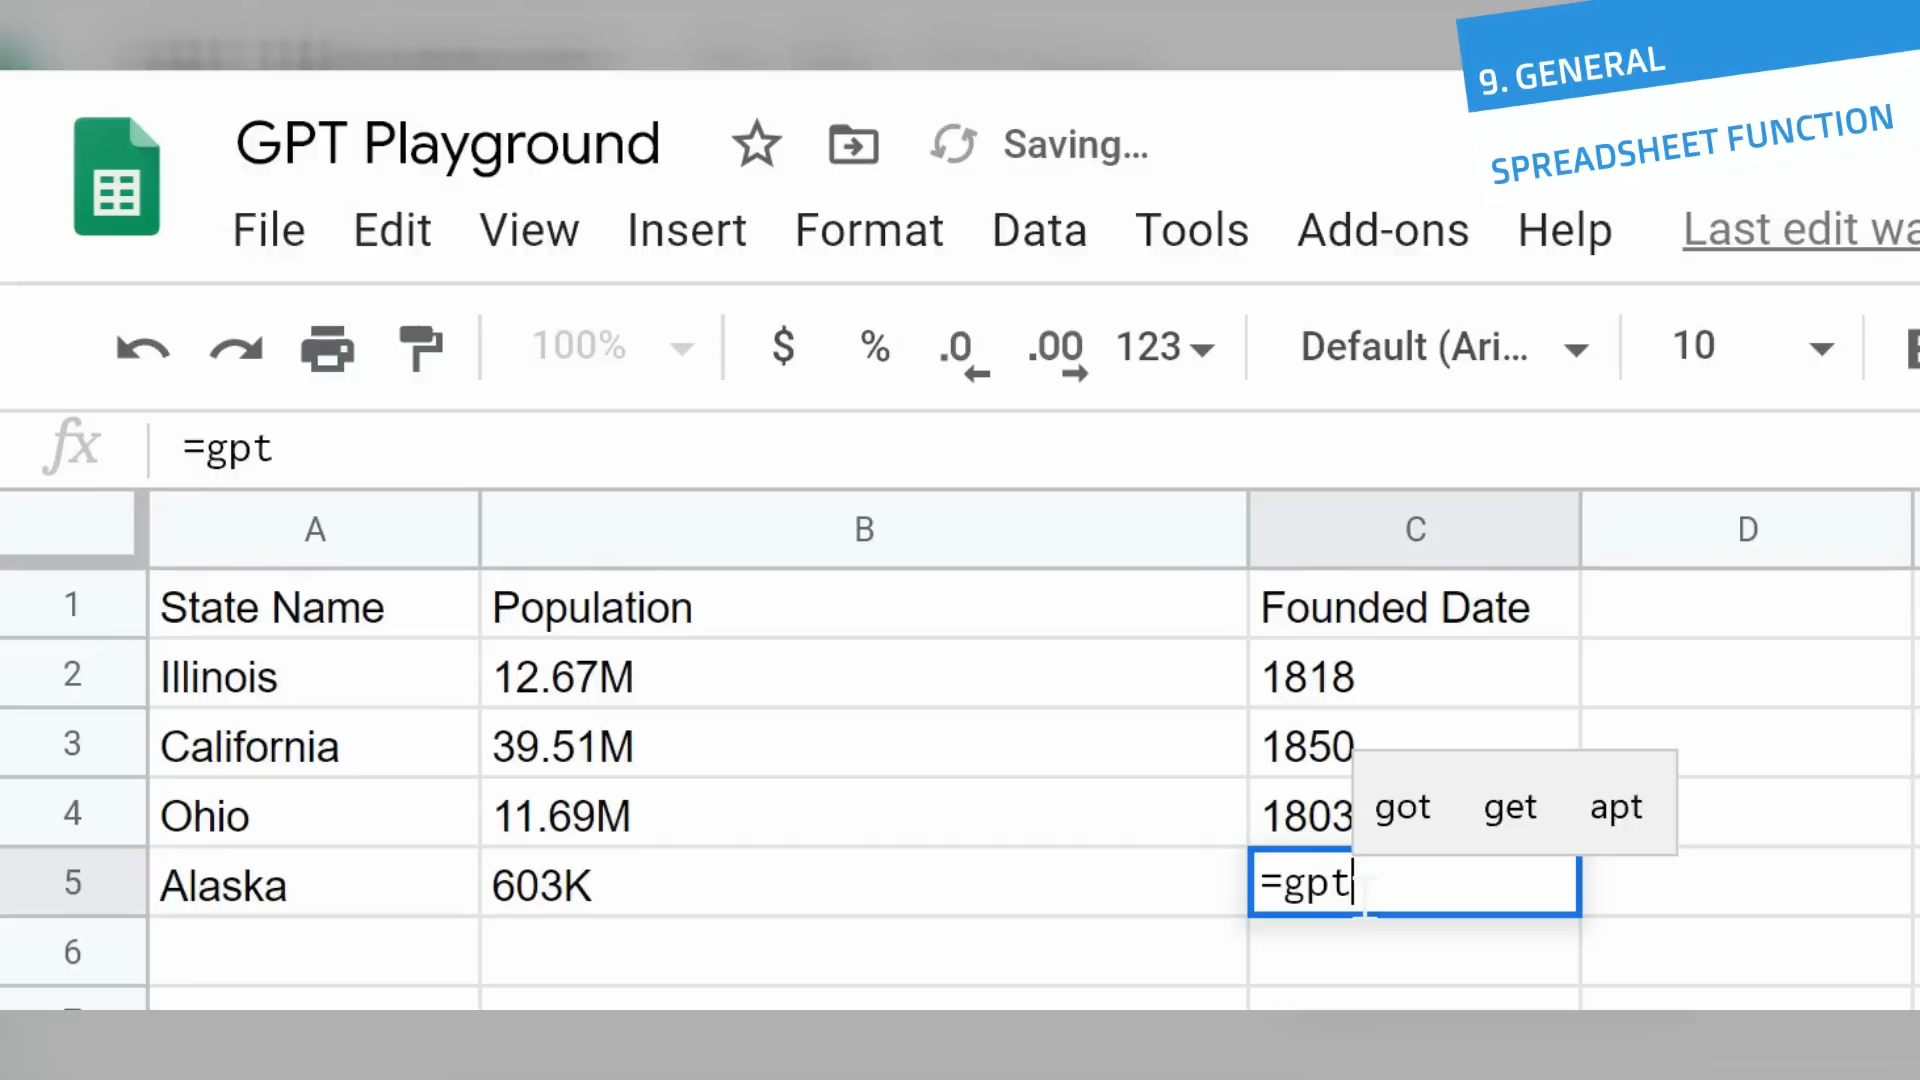 9. GENERAL
SPREADSHEET FUNCTION
GPT Playground Saving...
File Edit View Insert Format Data Tools Add-ons Help Last edit
100% $ % .0 .00 123 Default (Ari... 10
fx =gpt
A B C D
1 State Name Population Founded Date
2 Illinois 12.67M 1818
3 California 39.51M 1850
got get apt
4 Ohio 11.69M 1803
5 Alaska 603K =gpt
6